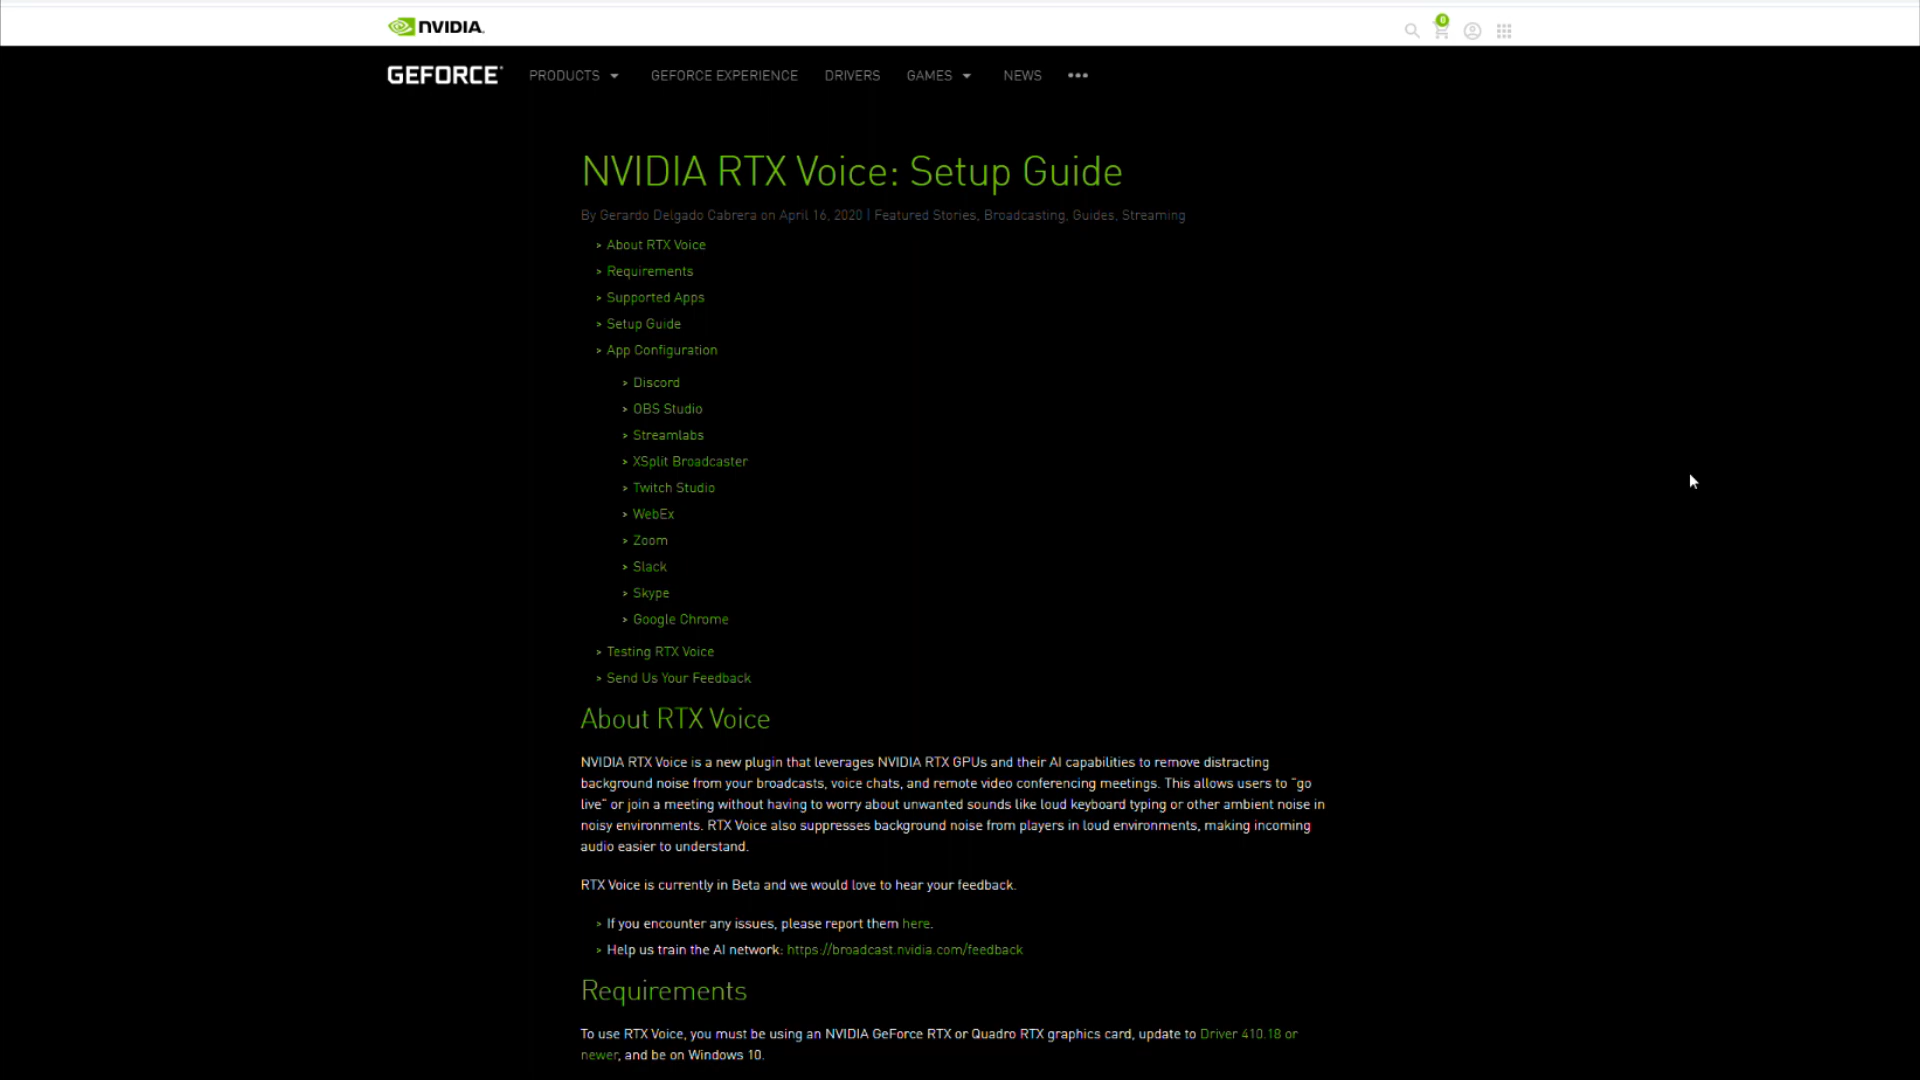 NVIDIA.
0
GEFORCE
PRODUCTS
GEFORCE EXPERIENCE
DRIVERS
GAMES
NEWS
NVIDIA RTX Voice: Setup Guide
By Gerardo Delgado Cabrera on April 16, 2020 | Featured Stories, Broadcasting, Guides, Streaming
> About RTX Voice
> Requirements
> Supported Apps
> Setup Guide
> App Configuration
> Discord
> OBS Studio
> Streamlabs
> XSplit Broadcaster
> Twitch Studio
> WebEx
> Zoom
> Slack
> Skype
> Google Chrome
> Testing RTX Voice
> Send Us Your Feedback
About RTX Voice
NVIDIA RTX Voice is a new plugin that leverages NVIDIA RTX GPUs and their AI capabilities to remove distracting
background noise from your broadcasts, voice chats, and remote video conferencing meetings. This allows users to "go
live" or join a meeting without having to worry about unwanted sounds like loud keyboard typing or other ambient noise in
noisy environments. RTX Voice also suppresses background noise from players in loud environments, making incoming
audio easier to understand.
RTX Voice is currently in Beta and we would love to hear your feedback.
> If you encounter any issues, please report them here.
> Help us train the AI network: https://broadcast.nvidia.com/feedback
Requirements
To use RTX Voice, you must be using an NVIDIA GeForce RTX or Quadro RTX graphics card, update to Driver 410.18 or
newer, and be on Windows 10.